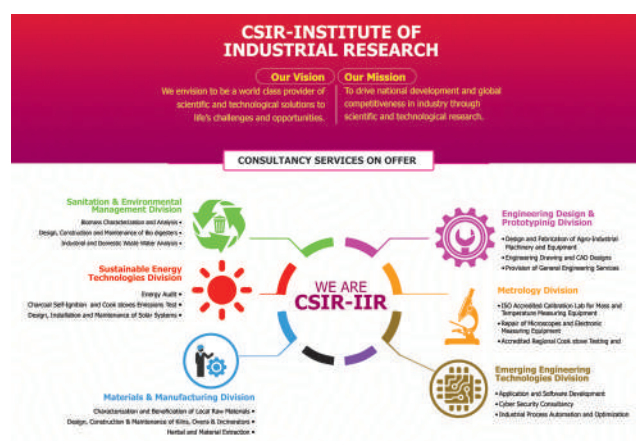 CSIR-INSTITUTE OF
INDUSTRIAL RESEARCH
Our Vision
We envision to be a world class provider of
scientific and technological solutions to
life's challenges and opportunities.
Our Mission
To drive national development and global
competitiveness in industry through
scientific and technological research.
CONSULTANCY SERVICES ON OFFER
Sanitation & Environmental
Management Division
Biomass Characterization and Analysis •
Design, Construction and Maintenance of Bio digesters •
Industrial and Domestic Waste Water Analysis •
Sustainable Energy
Technologies Division
Energy Audit •
Charcoal Self-Ignition and Cook stoves Emissions Test •
Design, Installation and Maintenance of Solar Systems •
Materials & Manufacturing Division
Characterisation and Beneficiation of Local Raw Materials •
Design, Construction & Maintenance of Kilns, Ovens & Incinerators •
Herbal and Material Extraction •
WE ARE
CSIR-IIR
Engineering Design &
Prototyping Division
• Design and Fabrication of Agro-Industrial
Machinery and Equipment
• Engineering Drawing and CAD Designs
• Provision of General Engineering Services
Metrology Division
• ISO Accredited Calibration Lab for Mass and
Temperature Measuring Equipment
• Repair of Microscopes and Electronic
Measuring Equipment
• Accredited Regional Cook stove Testing and
Emerging Engineering
Technologies Division
• Application and Software Development
• Cyber Security Consultancy
• Industrial Process Automation and Optimization